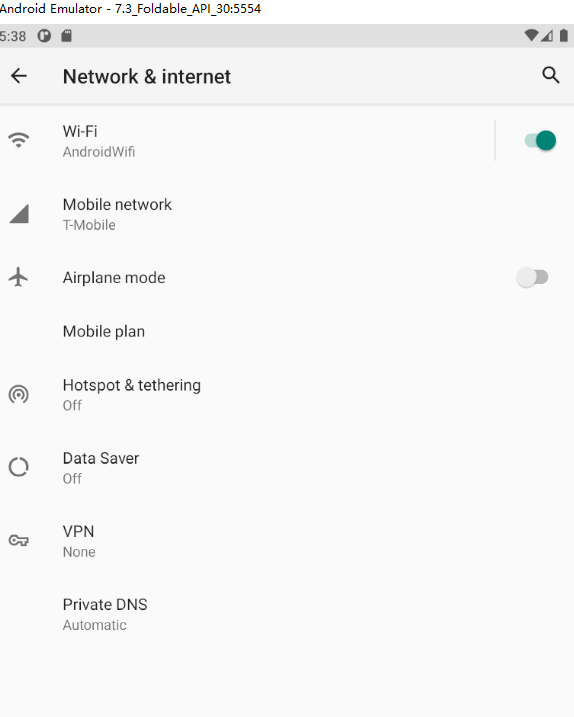 Android Emulator - 7.3_Foldable_API_30:5554
5:38
Network & internet
Wi-Fi
AndroidWifi
Mobile network
T-Mobile
Airplane mode
Mobile plan
Hotspot & tethering
Off
Data Saver
Off
VPN
None
Private DNS
Automatic